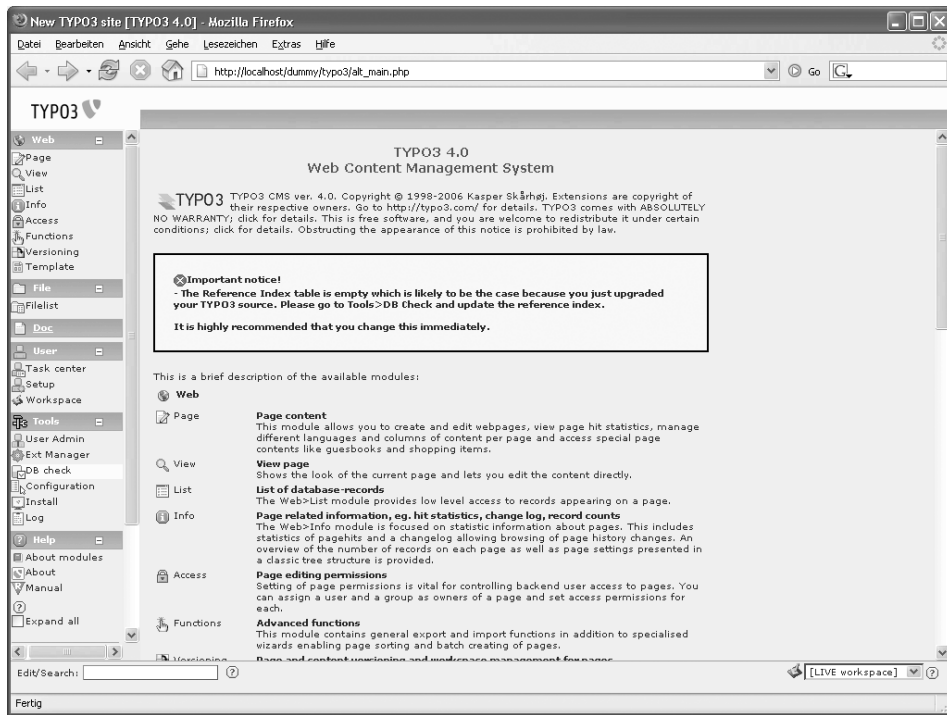 New TYPO3 site [TYPO3 4.0] - Mozilla Firefox
Datei Bearbeiten Ansicht Gehe Lesezeichen Extras Hilfe
http://localhost/dummy/typo3/alt_main.php Go G
TYPO3
Web
Page
View
List
Info
Access
Functions
Versioning
Template
File
Filelist
Doc
User
Task center
Setup
Workspace
Tools
User Admin
Ext Manager
DB check
Configuration
Install
Log
Help
About modules
About
Manual
?
Expand all
TYPO3 4.0
Web Content Management System
TYPO3 TYPO3 CMS ver. 4.0. Copyright © 1998-2006 Kasper Skårhøj. Extensions are copyright of
their respective owners. Go to http://typo3.com/ for details. TYPO3 comes with ABSOLUTELY
NO WARRANTY; click for details. This is free software, and you are welcome to redistribute it under certain
conditions; click for details. Obstructing the appearance of this notice is prohibited by law.
Important notice!
- The Reference Index table is empty which is likely to be the case because you just upgraded
your TYPO3 source. Please go to Tools>DB Check and update the reference index.
It is highly recommended that you change this immediately.
This is a brief description of the available modules:
Web
Page Page content
This module allows you to create and edit webpages, view page hit statistics, manage
different languages and columns of content per page and access special page
contents like guesbooks and shopping items.
View View page
Shows the look of the current page and lets you edit the content directly.
List List of database-records
The Web>List module provides low level access to records appearing on a page.
Info Page related information, eg. hit statistics, change log, record counts
The Web>Info module is focused on statistic information about pages. This includes
statistics of pagehits and a changelog allowing browsing of page history changes. An
overview of the number of records on each page as well as page settings presented in
a classic tree structure is provided.
Access Page editing permissions
Setting of page permissions is vital for controlling backend user access to pages. You
can assign a user and a group as owners of a page and set access permissions for
each.
Functions Advanced functions
This module contains general export and import functions in addition to specialised
wizards enabling page sorting and batch creating of pages.
Versioning Page and content versioning and workspace management for pages
Edit/Search: ? [LIVE workspace] ?
Fertig